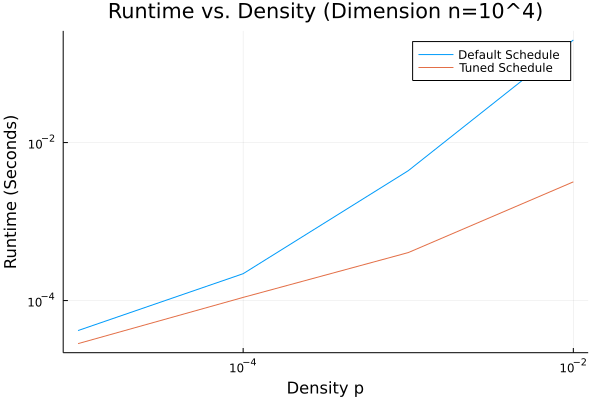 Runtime vs. Density (Dimension n=10^4)
Default Schedule
Tuned Schedule
Runtime (Seconds)
10⁻²
10⁻⁴
10⁻⁴
10⁻²
Density p